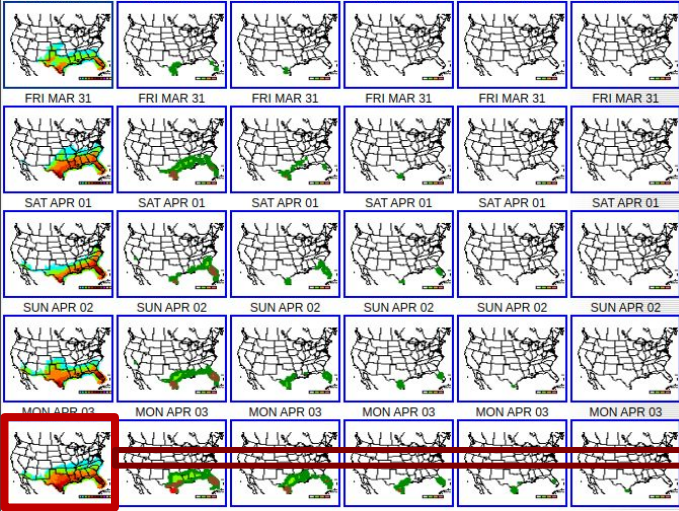 FRI MAR 31 FRI MAR 31 FRI MAR 31 FRI MAR 31 FRI MAR 31 FRI MAR 31
SAT APR 01 SAT APR 01 SAT APR 01 SAT APR 01 SAT APR 01 SAT APR 01
SUN APR 02 SUN APR 02 SUN APR 02 SUN APR 02 SUN APR 02 SUN APR 02
MON APR 03 MON APR 03 MON APR 03 MON APR 03 MON APR 03 MON APR 03